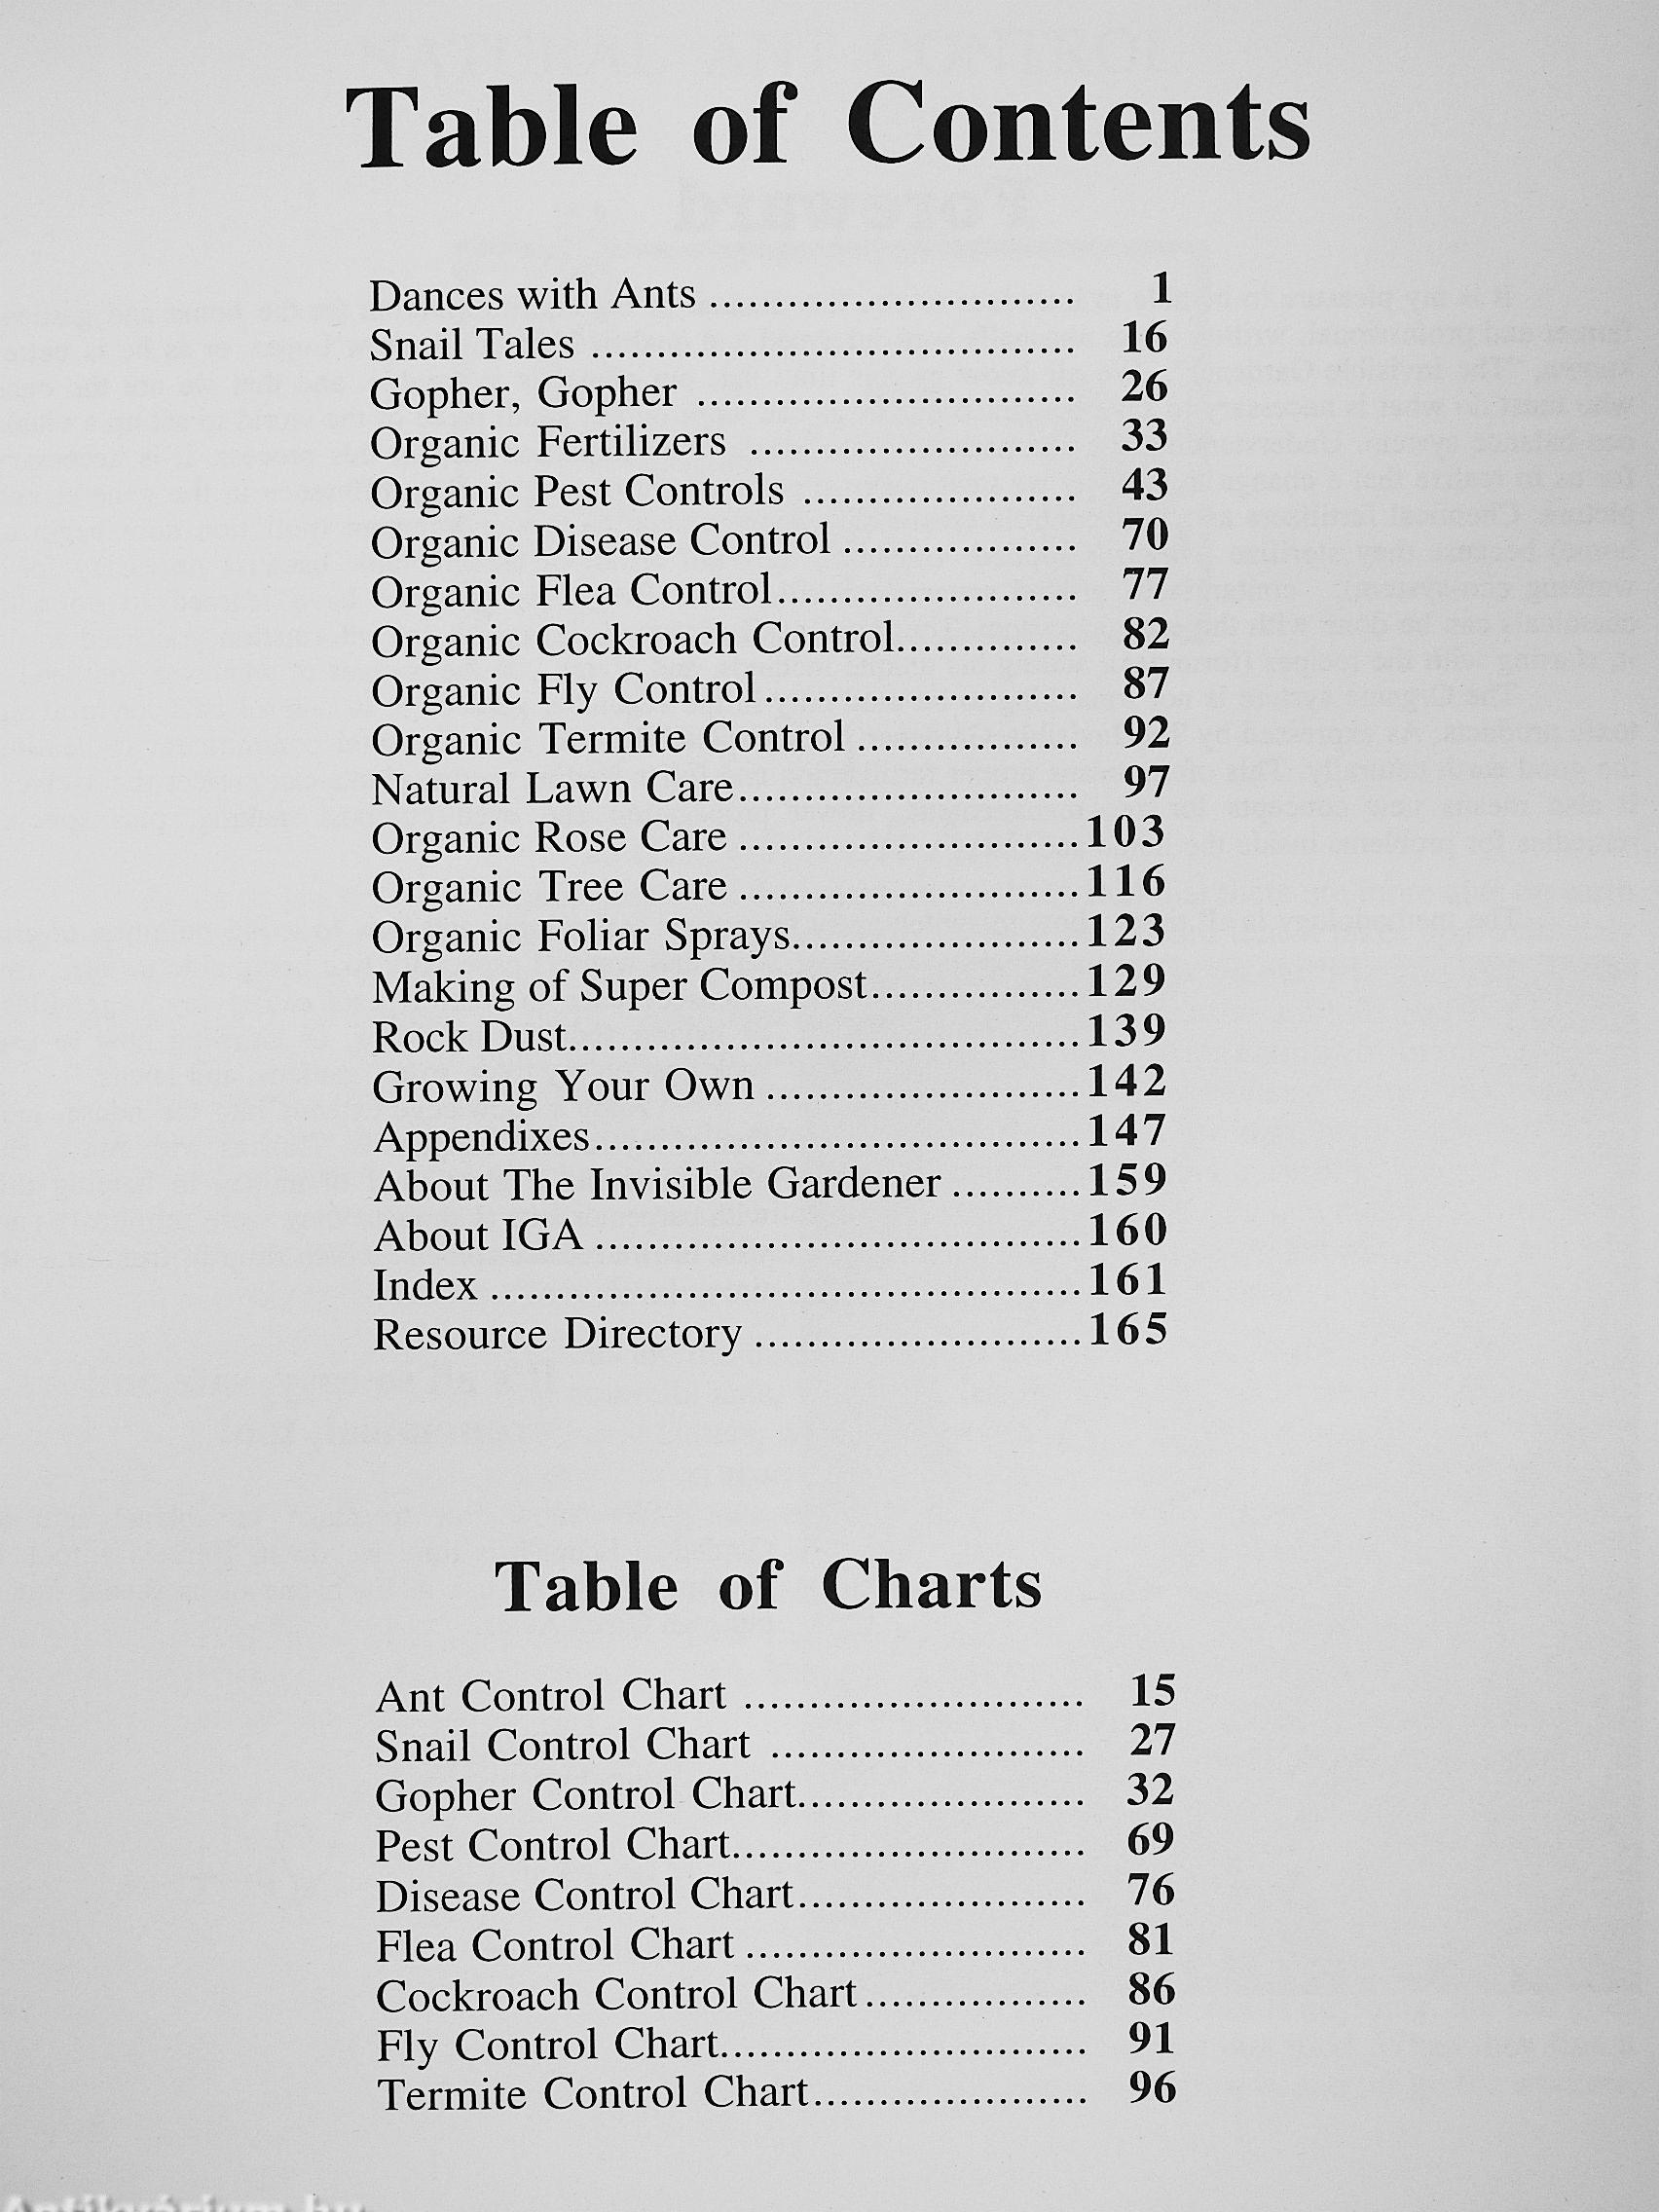 Table of Contents
Dances with Ants ............................ 1
Snail Tales ..................................... 16
Gopher, Gopher ............................. 26
Organic Fertilizers ......................... 33
Organic Pest Controls ..................... 43
Organic Disease Control .................. 70
Organic Flea Control....................... 77
Organic Cockroach Control.............. 82
Organic Fly Control........................ 87
Organic Termite Control ................. 92
Natural Lawn Care.......................... 97
Organic Rose Care ..........................103
Organic Tree Care ..........................116
Organic Foliar Sprays......................123
Making of Super Compost................129
Rock Dust.......................................139
Growing Your Own ........................142
Appendixes.....................................147
About The Invisible Gardener ..........159
About IGA .....................................160
Index .............................................161
Resource Directory .........................165
Table of Charts
Ant Control Chart .......................... 15
Snail Control Chart ........................ 27
Gopher Control Chart...................... 32
Pest Control Chart........................... 69
Disease Control Chart...................... 76
Flea Control Chart .......................... 81
Cockroach Control Chart................. 86
Fly Control Chart............................ 91
Termite Control Chart..................... 96